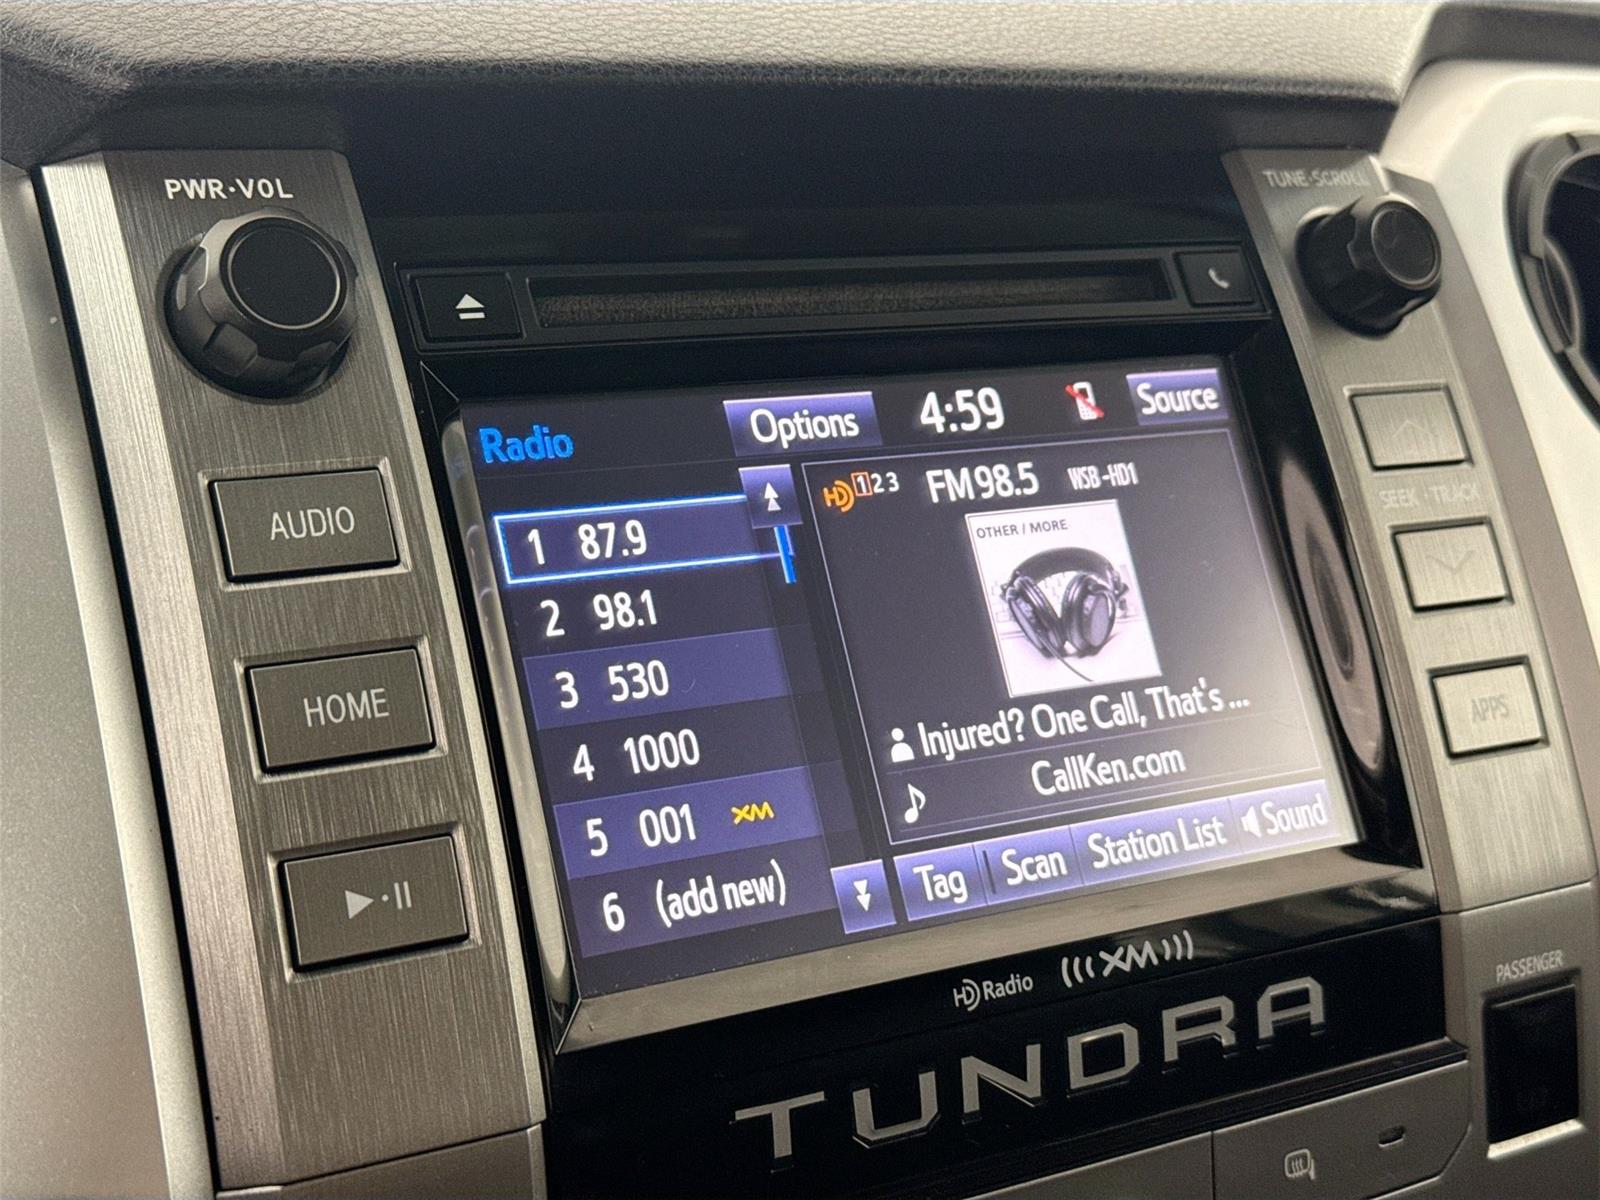 PWR·VOL
TUNE·SCROLL
AUDIO
HOME
SEEK·TRACK
APPS
Radio
Options
4:59
Source
1 87.9
2 98.1
3 530
4 1000
5 001 XM
6 (add new)
HD 1 2 3 FM 98.5 WSB-HD1
OTHER / MORE
Injured? One Call, That's ...
CallKen.com
Tag
Scan
Station List
Sound
HD Radio
XM
TUNDRA
PASSENGER